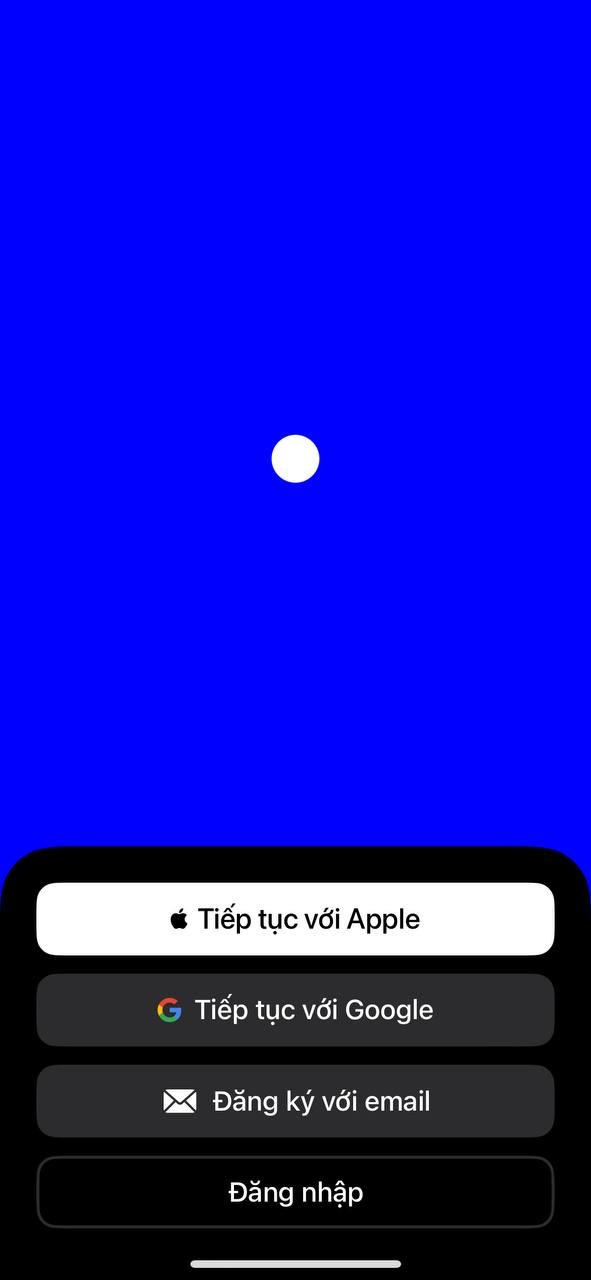 Tiếp tục với Apple
Tiếp tục với Google
Đăng ký với email
Đăng nhập